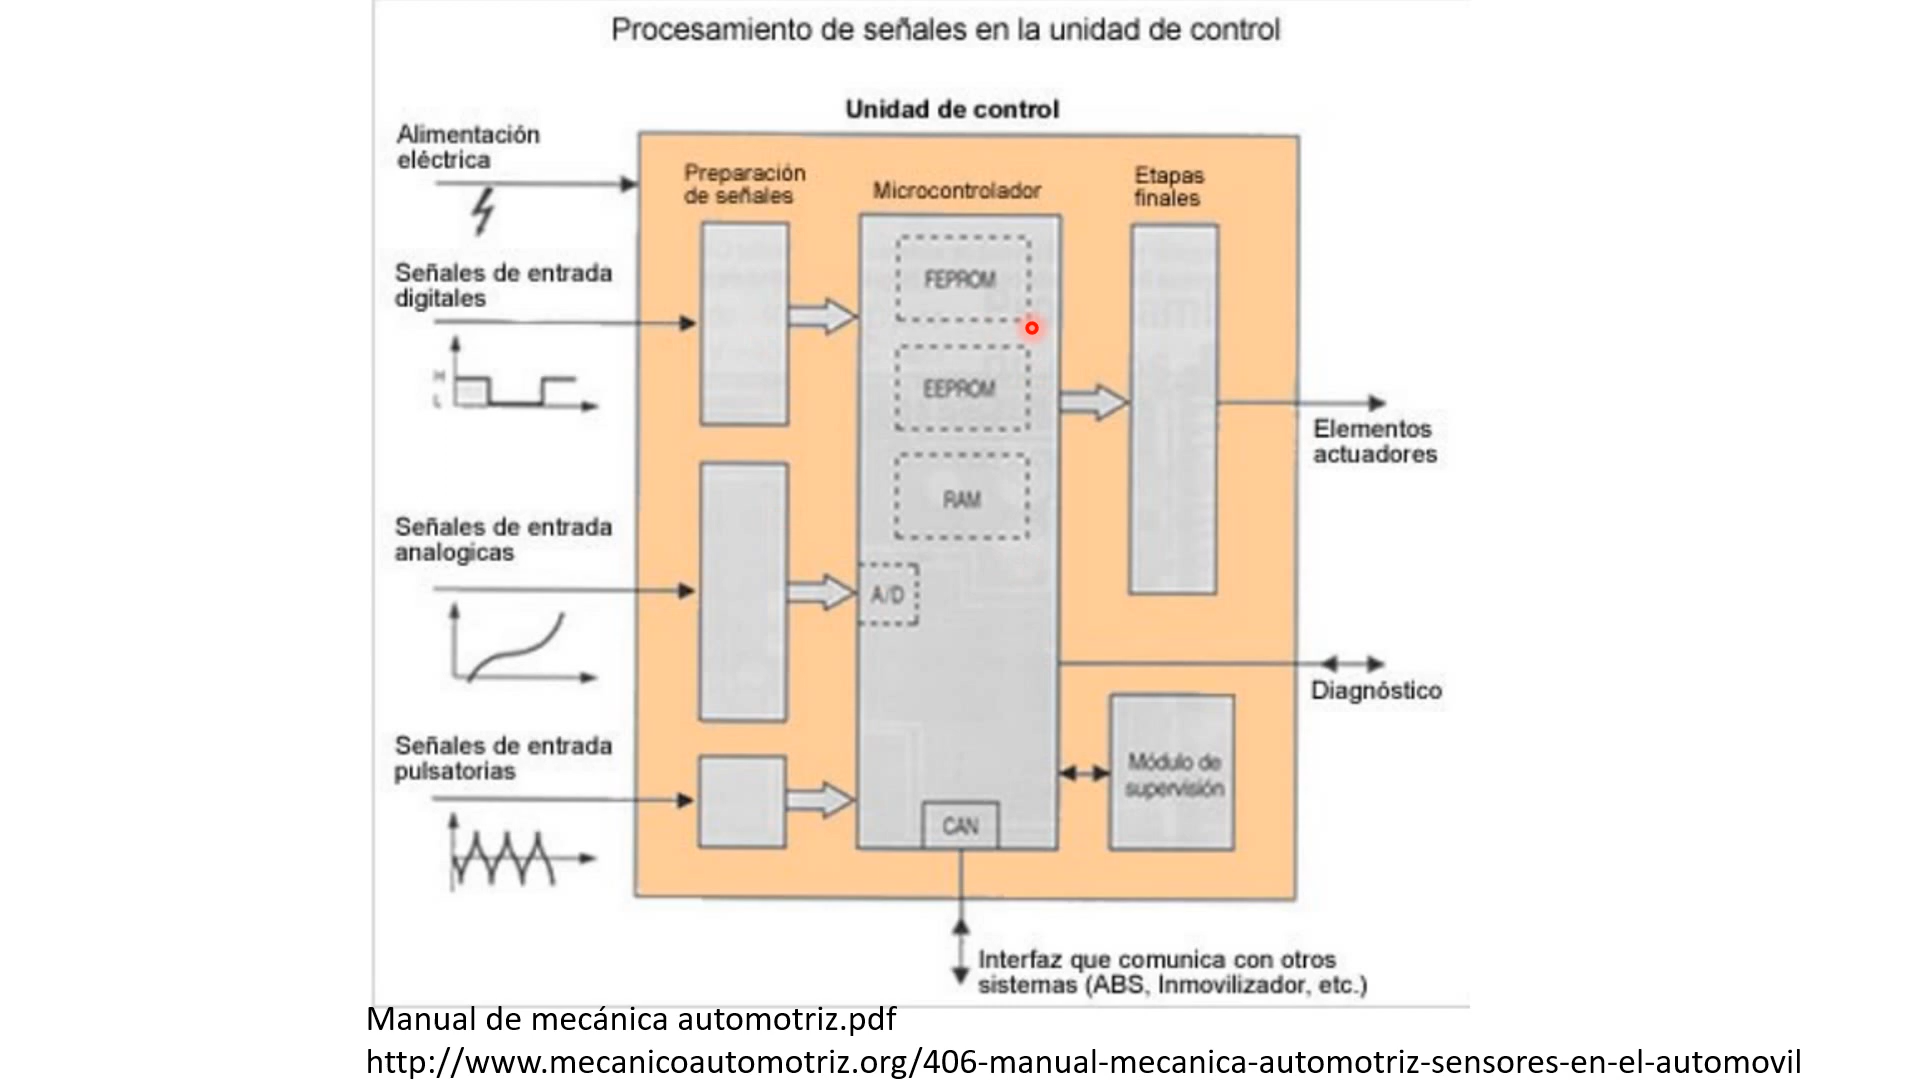 Procesamiento de señales en la unidad de control
Unidad de control
Alimentación
eléctrica
Preparación
de señales
Microcontrolador
Etapas
finales
Señales de entrada
digitales
H
L
FEPROM
EEPROM
RAM
Elementos
actuadores
Señales de entrada
analogicas
A/D
Diagnóstico
Señales de entrada
pulsatorias
Módulo de
supervisión
CAN
Interfaz que comunica con otros
sistemas (ABS, Inmovilizador, etc.)
Manual de mecánica automotriz.pdf
http://www.mecanicoautomotriz.org/406-manual-mecanica-automotriz-sensores-en-el-automovil